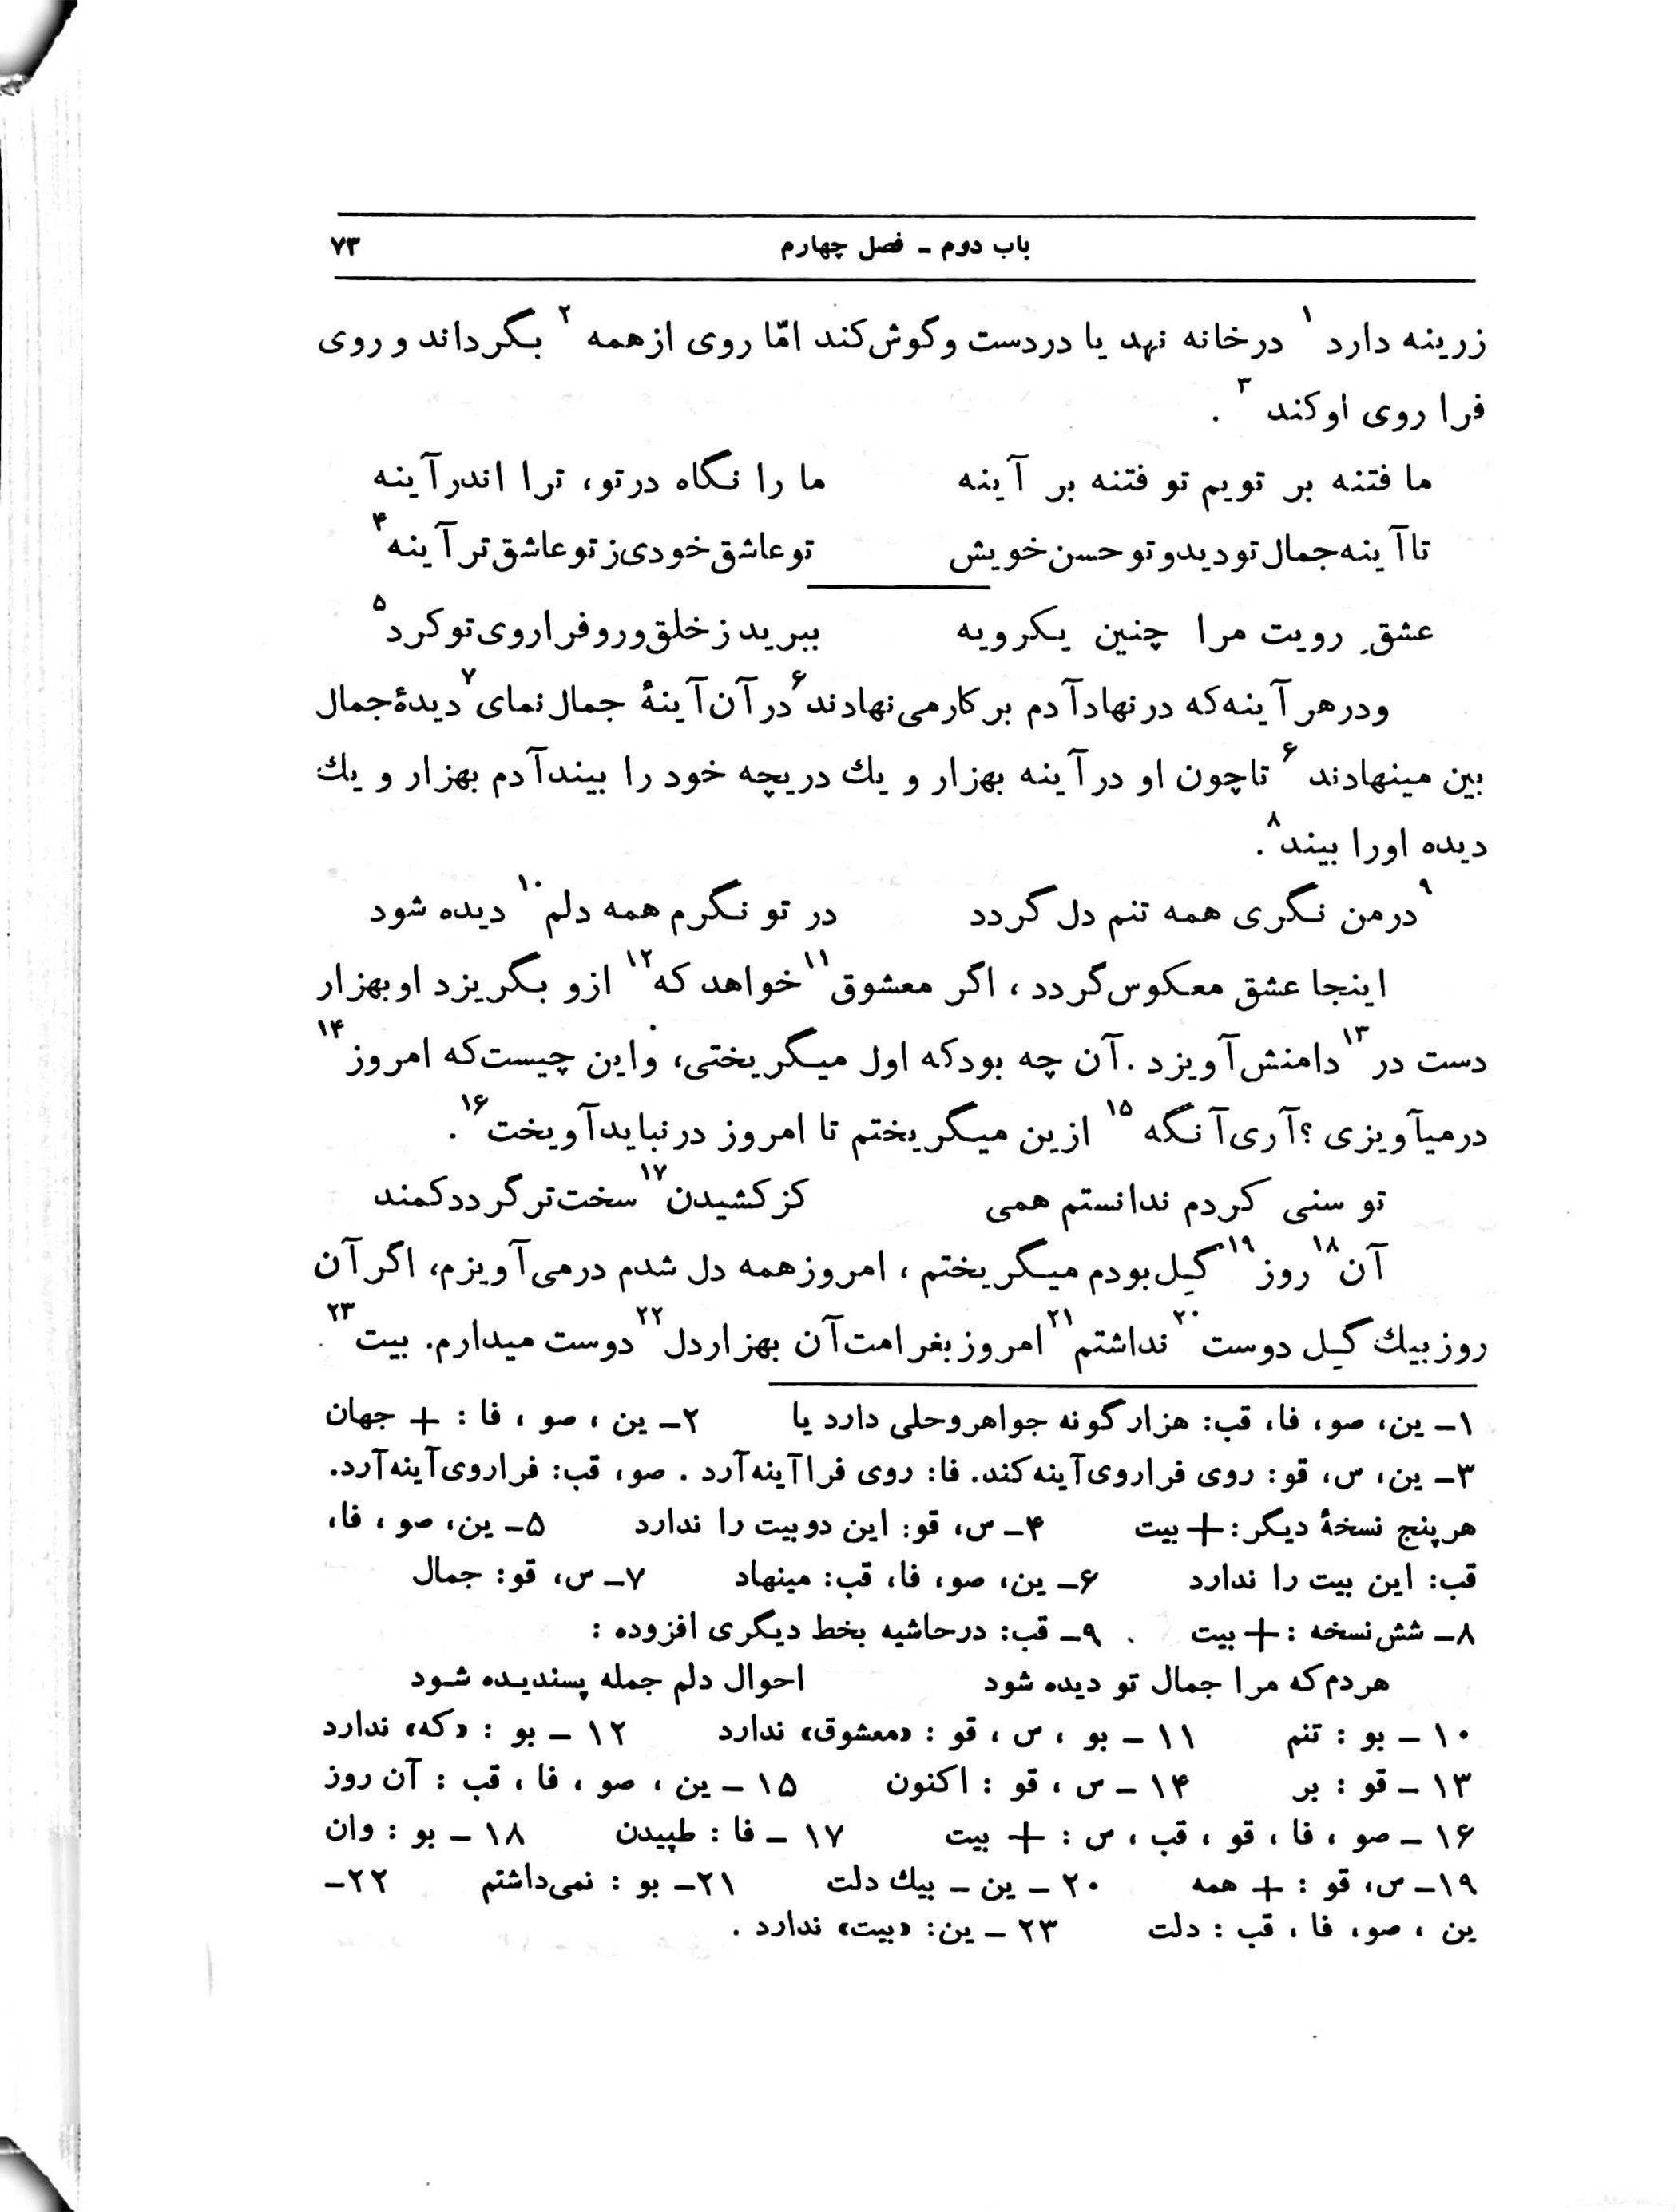 باب دوم ـ فصل چهارم ۷۳
زرینه دارد ۱ درخانه نهد یا دردست وگوش‌کند امّا روی ازهمه ۲ بگرداند و روی
فرا روی اوکند ۳ .
ما فتنه بر تویم تو فتنه بر آینه ما را نگاه درتو، ترا اندرآینه
تاآینه‌جمال تودیدو توحسن‌خویش توعاشق‌خودی‌ز توعاشق‌ترآینه ۴
عشقِ رویت مرا چنین یکرویه ببرید زخلق‌ورو‌فراروی‌توکرد ۵
ودرهرآینه‌که درنهادآدم برکارمی‌نهادند ۶ درآن‌آینهٔ جمال‌نمای ۷ دیدهٔ‌جمال
بین مینهادند ۶ تاچون او درآینه بهزار و یك دریچه خود را بیندآدم بهزار و یك
دیده اورا بیند ۸ .
۹ درمن نگری همه تنم دل گردد در تو نگرم همه دلم ۱۰ دیده شود
اینجا عشق معکوس‌گردد ، اگر معشوق ۱۱ خواهد که ۱۲ ازو بگریزد اوبهزار
دست در ۱۳ دامنش‌آویزد . آن چه بودکه اول میگریختی، واین چیست‌که امروز ۱۴
درمیآویزی ؟آری‌آنگه ۱۵ ازین میگریختم تا امروز درنبایدآویخت ۱۶ .
تو سنی کردم ندانستم همی کزکشیدن ۱۷ سخت‌ترگرددکمند
آن ۱۸ روز ۱۹ گِل‌بودم میگریختم ، امروزهمه دل شدم درمی‌آویزم، اگرآن
روزبیك گِل دوست ۲۰ نداشتم ۲۱ امروزبغرامت‌آن بهزاردل ۲۲ دوست میدارم. بیت ۲۳
۱ـ ین، صو، فا، قب: هزارگونه جواهروحلی دارد یا ۲ـ ین ، صو ، فا : + جهان
۳ـ ین، س، قو: روی فراروی‌آینه‌کند. فا: روی فراآینه‌آرد . صو، قب: فراروی‌آینه‌آرد.
هرپنج نسخهٔ دیگر: + بیت ۴ـ س، قو: این دوبیت را ندارد ۵ـ ین، صو ، فا،
قب: این بیت را ندارد ۶ـ ین، صو، فا، قب: مینهاد ۷ـ س، قو: جمال
۸ـ شش‌نسخه : + بیت ۹ـ قب: درحاشیه بخط دیگری افزوده :
هردم‌که مرا جمال تو دیده شود احوال دلم جمله پسندیده شود
۱۰ ـ بو : تنم ۱۱ ـ بو ، س ، قو : «معشوق» ندارد ۱۲ ـ بو : «که» ندارد
۱۳ ـ قو : بر ۱۴ ـ س ، قو : اکنون ۱۵ ـ ین ، صو ، فا ، قب : آن روز
۱۶ ـ صو ، فا ، قو ، قب ، س : + بیت ۱۷ ـ فا : طپیدن ۱۸ ـ بو : وان
۱۹ـ س، قو : + همه ۲۰ ـ ین ـ بیك دلت ۲۱ـ بو : نمی‌داشتم ۲۲ـ
ین ، صو، فا ، قب : دلت ۲۳ ـ ین: «بیت» ندارد .